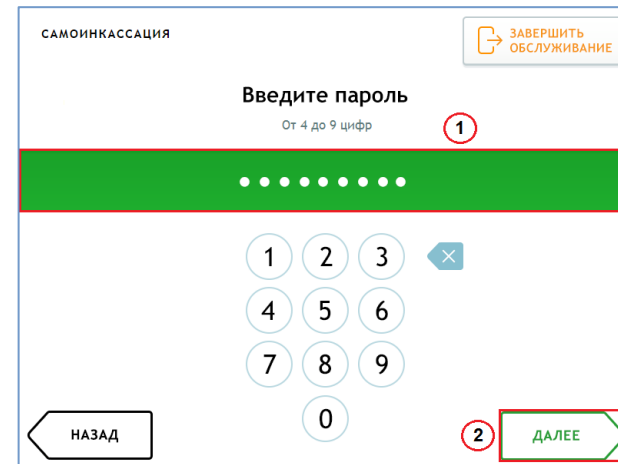 САМОИНКАССАЦИЯ
ЗАВЕРШИТЬ
ОБСЛУЖИВАНИЕ
Введите пароль
От 4 до 9 цифр
1
1 2 3
4 5 6
7 8 9
0
НАЗАД
2
ДАЛЕЕ